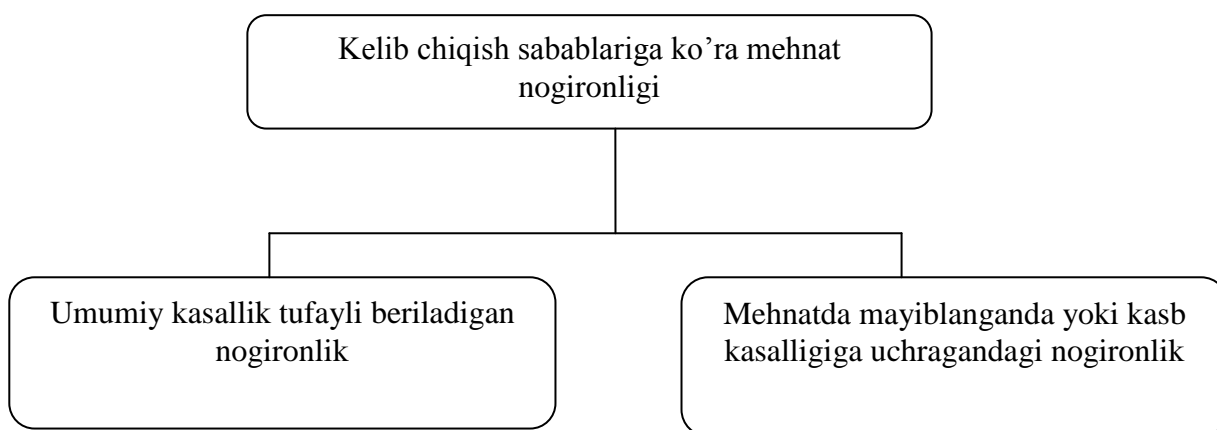 Kelib chiqish sabablariga ko’ra mehnat
nogironligi
Umumiy kasallik tufayli beriladigan
nogironlik
Mehnatda mayiblanganda yoki kasb
kasalligiga uchragandagi nogironlik